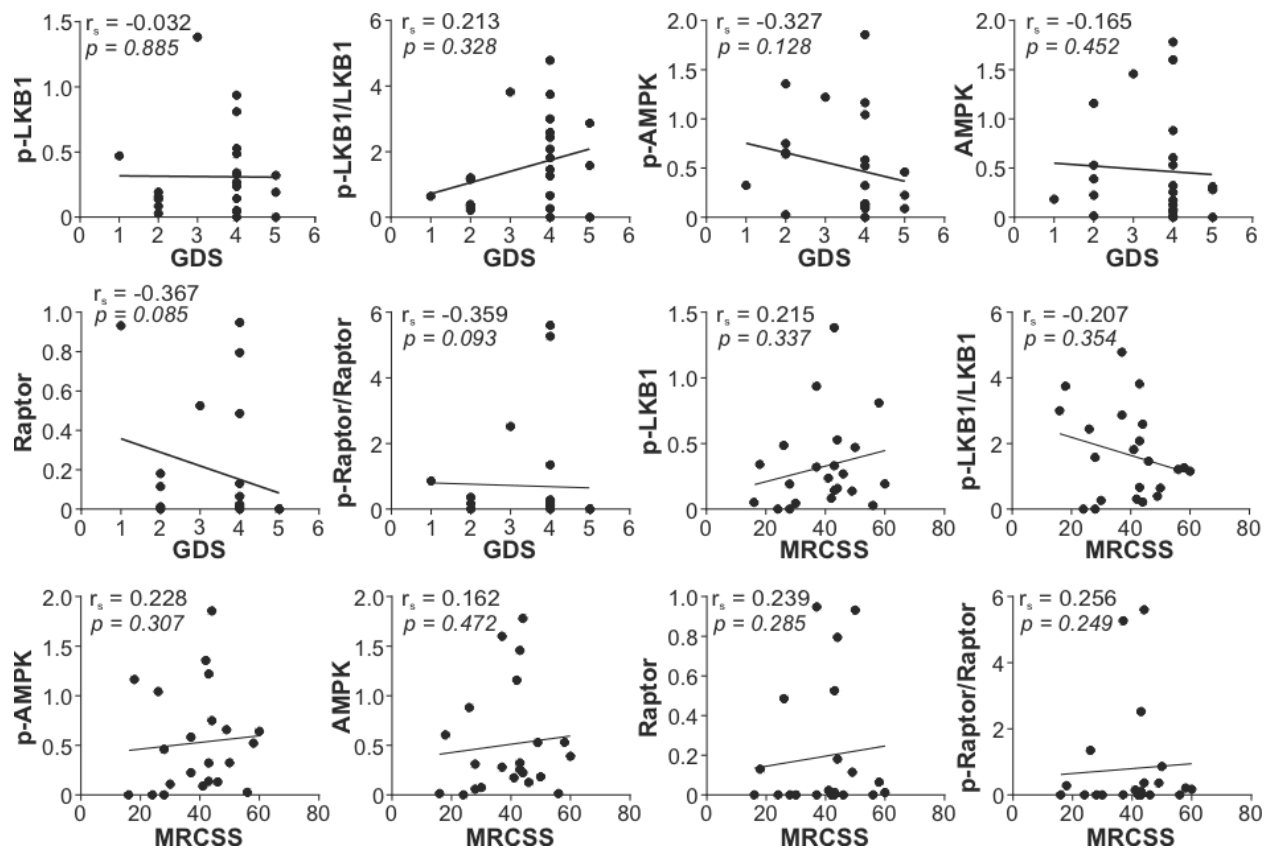 r_s = -0.032
p = 0.885
p-LKB1
1.5
1.0
0.5
0
0 1 2 3 4 5 6
GDS
r_s = 0.213
p = 0.328
p-LKB1/LKB1
6
4
2
0
0 1 2 3 4 5 6
GDS
r_s = -0.327
p = 0.128
p-AMPK
2.0
1.5
1.0
0.5
0
0 1 2 3 4 5 6
GDS
r_s = -0.165
p = 0.452
AMPK
2.0
1.5
1.0
0.5
0
0 1 2 3 4 5 6
GDS
r_s = -0.367
p = 0.085
Raptor
1.0
0.8
0.6
0.4
0.2
0
0 1 2 3 4 5 6
GDS
r_s = -0.359
p = 0.093
p-Raptor/Raptor
6
4
2
0
0 1 2 3 4 5 6
GDS
r_s = 0.215
p = 0.337
p-LKB1
1.5
1.0
0.5
0
0 20 40 60 80
MRCSS
r_s = -0.207
p = 0.354
p-LKB1/LKB1
6
4
2
0
0 20 40 60 80
MRCSS
r_s = 0.228
p = 0.307
p-AMPK
2.0
1.5
1.0
0.5
0
0 20 40 60 80
MRCSS
r_s = 0.162
p = 0.472
AMPK
2.0
1.5
1.0
0.5
0
0 20 40 60 80
MRCSS
r_s = 0.239
p = 0.285
Raptor
1.0
0.8
0.6
0.4
0.2
0
0 20 40 60 80
MRCSS
r_s = 0.256
p = 0.249
p-Raptor/Raptor
6
4
2
0
0 20 40 60 80
MRCSS